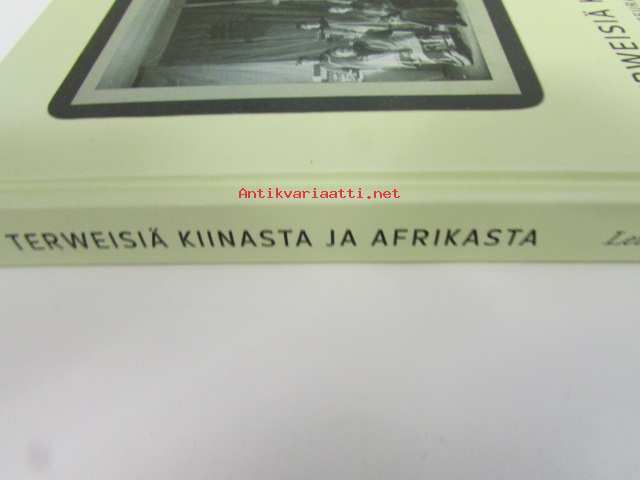 Antikvariaatti.net
TERWEISIÄ KIINASTA JA AFRIKASTA